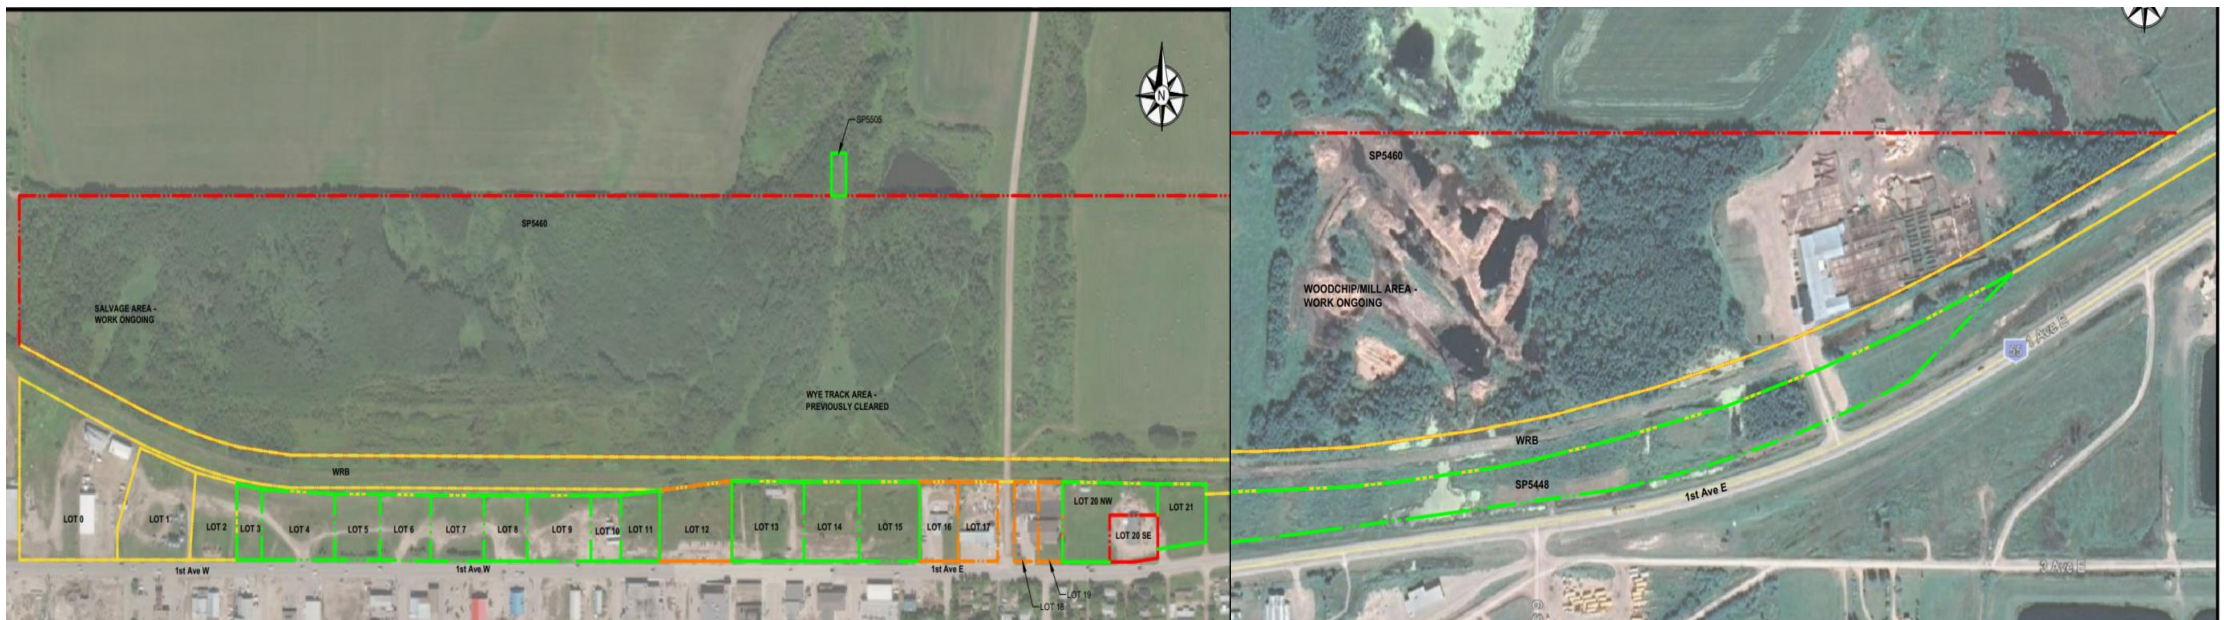 N
SP5505
SP5460
SALVAGE AREA -
WORK ONGOING
WYE TRACK AREA -
PREVIOUSLY CLEARED
WRB
LOT 0
LOT 1
LOT 2
LOT 3
LOT 4
LOT 5
LOT 6
LOT 7
LOT 8
LOT 9
LOT 10
LOT 11
LOT 12
LOT 13
LOT 14
LOT 15
LOT 16
LOT 17
LOT 20 NW
LOT 20 SE
LOT 21
1st Ave W
1st Ave W
1st Ave E
LOT 19
LOT 18
SP5460
WOODCHIP/MILL AREA -
WORK ONGOING
WRB
SP5448
1st Ave E
55
1 Ave E
3 Ave E